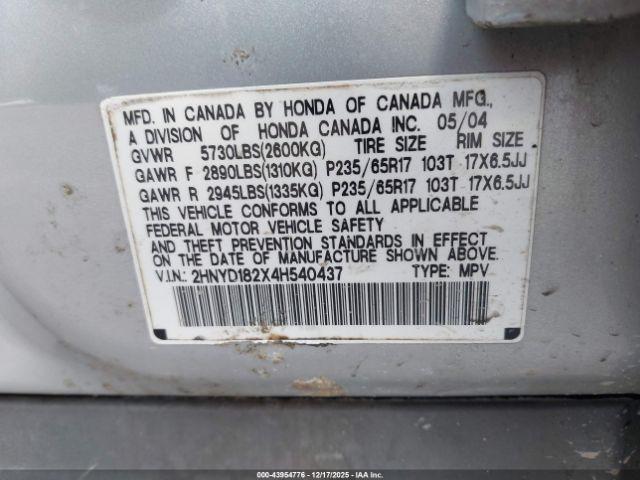 MFD. IN CANADA BY HONDA OF CANADA MFG.,
A DIVISION OF HONDA CANADA INC. 05/04
GVWR 5730LBS(2600KG) TIRE SIZE RIM SIZE
GAWR F 2890LBS(1310KG) P235/65R17 103T 17X6.5JJ
GAWR R 2945LBS(1335KG) P235/65R17 103T 17X6.5JJ
THIS VEHICLE CONFORMS TO ALL APPLICABLE
FEDERAL MOTOR VEHICLE SAFETY
AND THEFT PREVENTION STANDARDS IN EFFECT
ON THE DATE OF MANUFACTURE SHOWN ABOVE.
V.I.N.: 2HNYD182X4H540437 TYPE: MPV
000-43954776 - 12/17/2025 - IAAI.COM